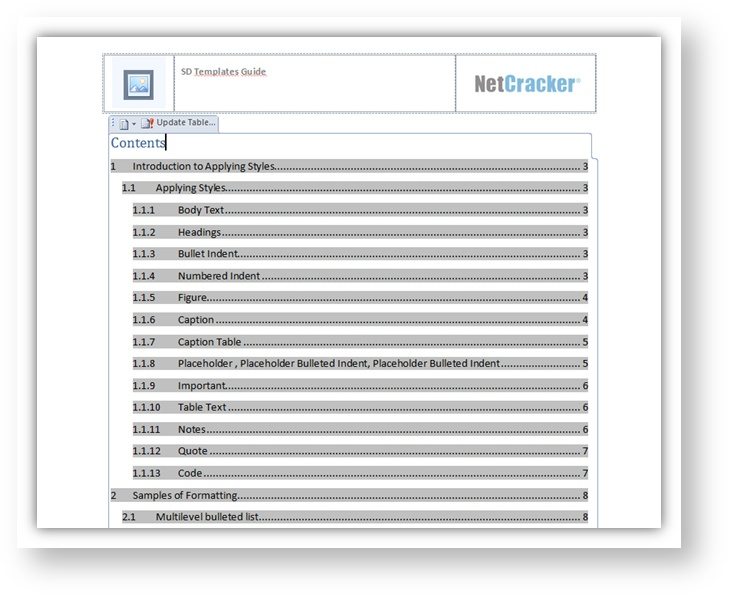 SD Templates Guide
NetCracker®
Update Table...
Contents
1 Introduction to Applying Styles.......... 3
1.1 Applying Styles.......... 3
1.1.1 Body Text.......... 3
1.1.2 Headings.......... 3
1.1.3 Bullet Indent.......... 3
1.1.4 Numbered Indent.......... 3
1.1.5 Figure.......... 4
1.1.6 Caption.......... 4
1.1.7 Caption Table.......... 5
1.1.8 Placeholder , Placeholder Bulleted Indent, Placeholder Bulleted Indent.......... 5
1.1.9 Important.......... 6
1.1.10 Table Text.......... 6
1.1.11 Notes.......... 6
1.1.12 Quote.......... 7
1.1.13 Code.......... 7
2 Samples of Formatting.......... 8
2.1 Multilevel bulleted list.......... 8